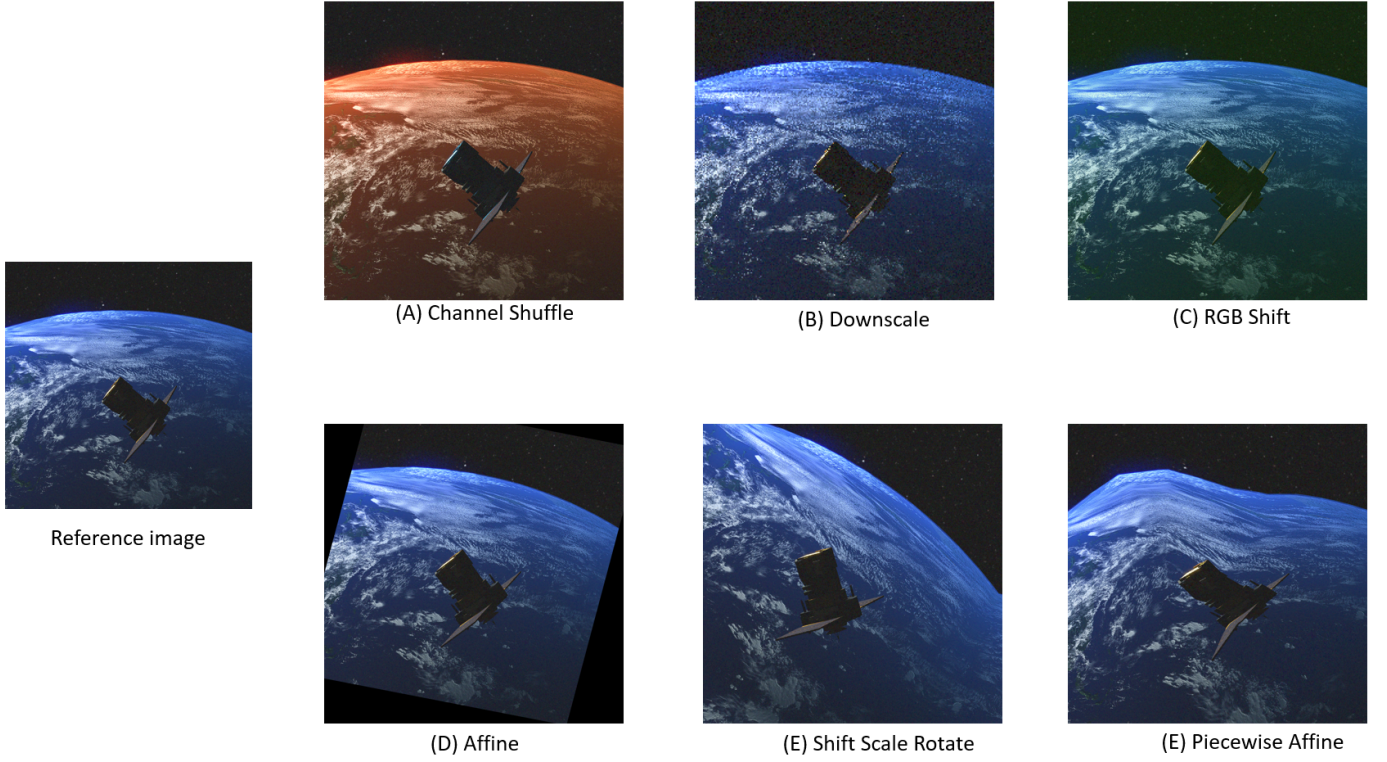 (A) Channel Shuffle
(B) Downscale
(C) RGB Shift
Reference image
(D) Affine
(E) Shift Scale Rotate
(E) Piecewise Affine